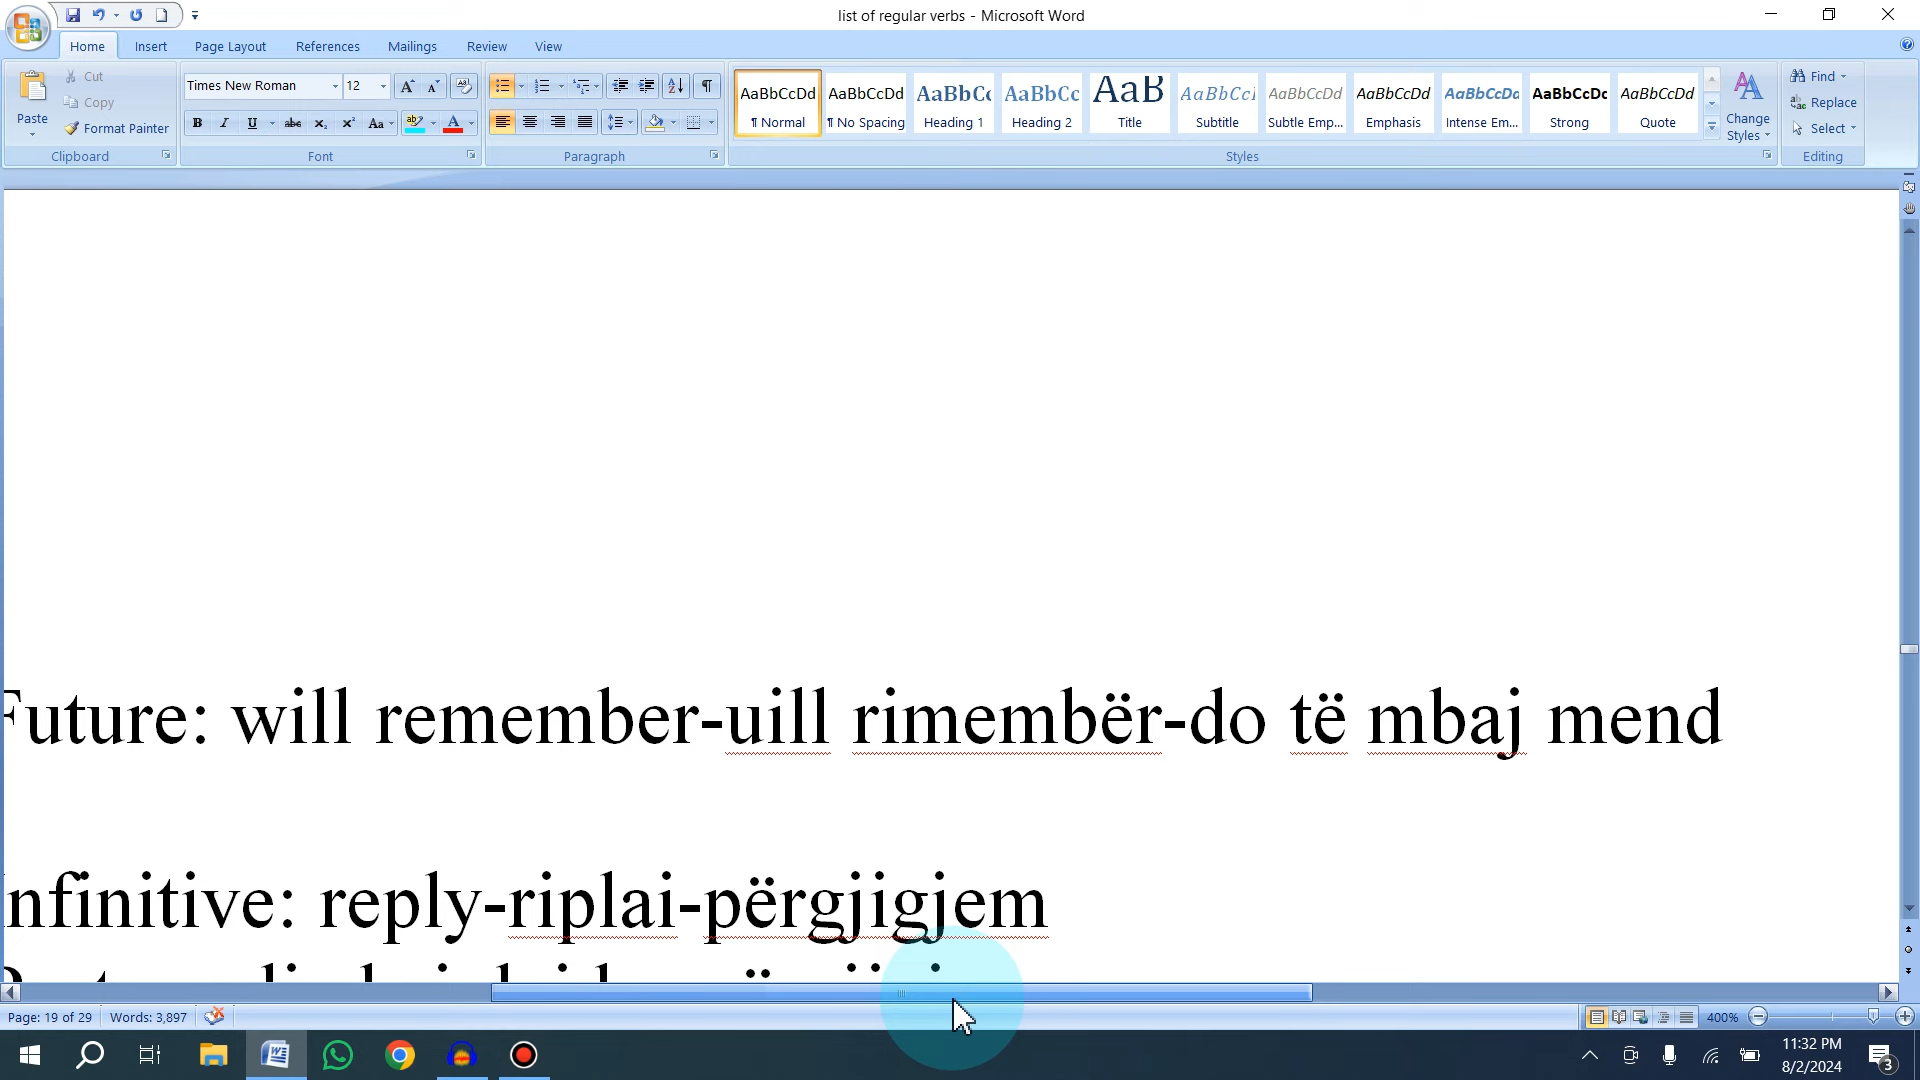 list of regular verbs - Microsoft Word
Home Insert Page Layout References Mailings Review View
Paste
Cut
Copy
Format Painter
Clipboard
Times New Roman 12
Font
Paragraph
AaBbCcDd AaBbCcDd AaBbCc AaBbCc AaB AaBbCcI AaBbCcDd AaBbCcDd AaBbCcDd AaBbCcDc AaBbCcDd
¶ Normal ¶ No Spacing Heading 1 Heading 2 Title Subtitle Subtle Emp... Emphasis Intense Em... Strong Quote
Change Styles
Styles
Find
Replace
Select
Editing
Future: will remember-uill rimembër-do të mbaj mend
nfinitive: reply-riplai-përgjigjem
Page: 19 of 29 Words: 3,897 400%
11:32 PM
8/2/2024
3